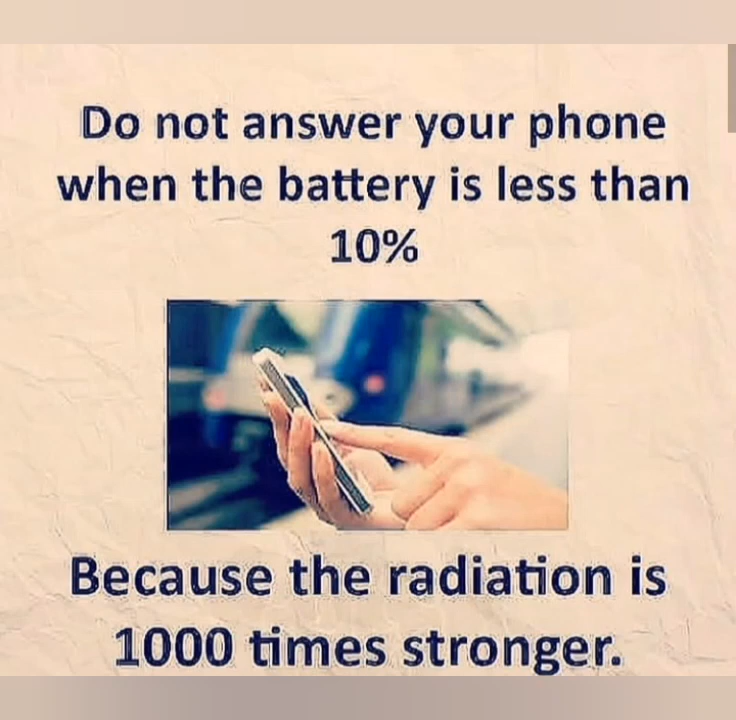 Do not answer your phone
when the battery is less than
10%
Because the radiation is
1000 times stronger.